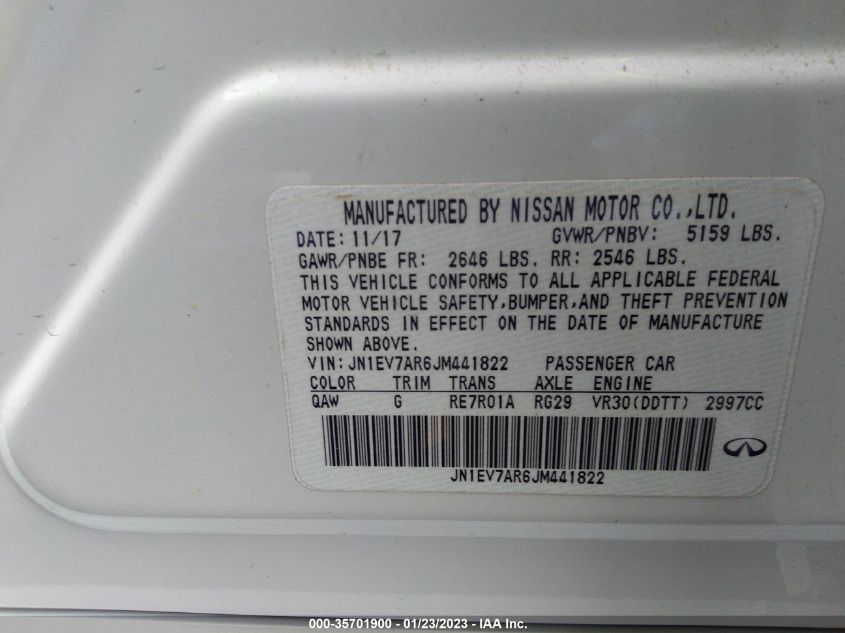 MANUFACTURED BY NISSAN MOTOR CO.,LTD.
DATE: 11/17 GVWR/PNBV: 5159 LBS.
GAWR/PNBE FR: 2646 LBS. RR: 2546 LBS.
THIS VEHICLE CONFORMS TO ALL APPLICABLE FEDERAL
MOTOR VEHICLE SAFETY,BUMPER,AND THEFT PREVENTION
STANDARDS IN EFFECT ON THE DATE OF MANUFACTURE
SHOWN ABOVE.
VIN:JN1EV7AR6JM441822 PASSENGER CAR
COLOR TRIM TRANS AXLE ENGINE
QAW G RE7R01A RG29 VR30(DDTT) 2997CC
JN1EV7AR6JM441822
000-35701900 - 01/23/2023 - IAA Inc.